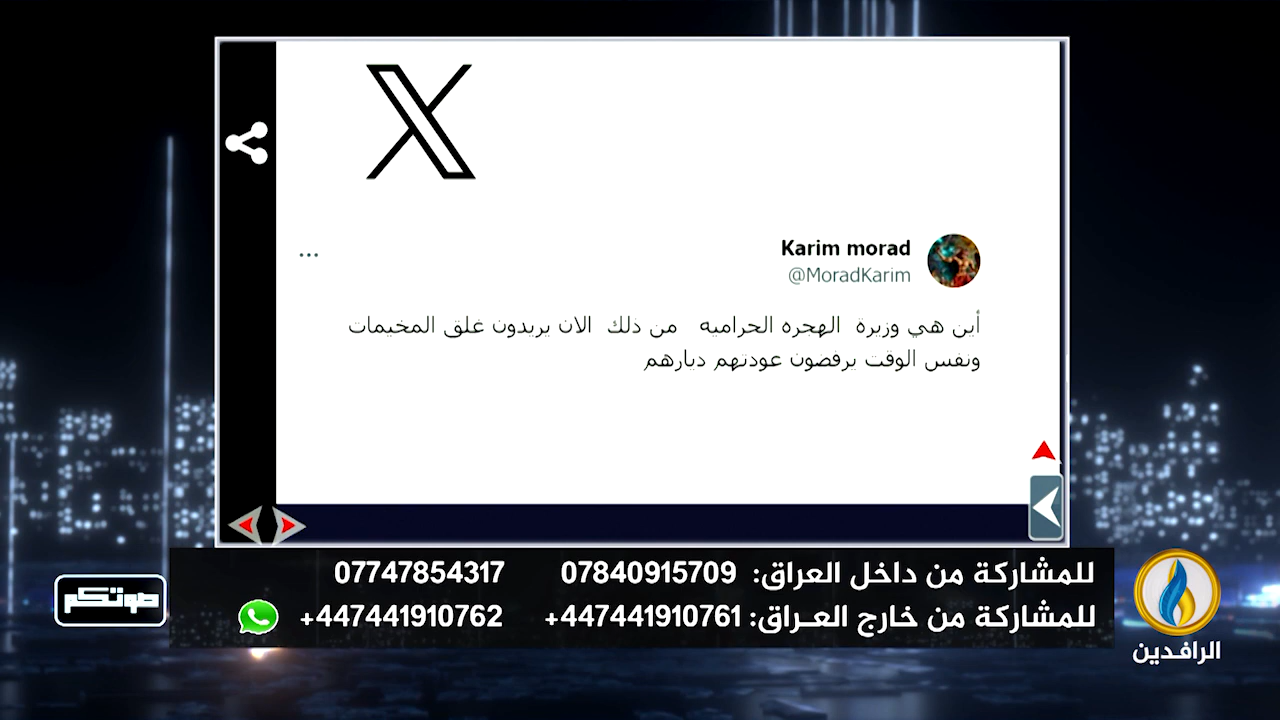 Karim morad
@MoradKarim
أين هي وزيرة الهجره الحراميه من ذلك الان يريدون غلق المخيمات
ونفس الوقت يرفضون عودتهم ديارهم
للمشاركة من داخل العراق: 07840915709 07747854317
للمشاركة من خارج العـراق: 447441910761+ 447441910762+
صوتكم
الرافدين